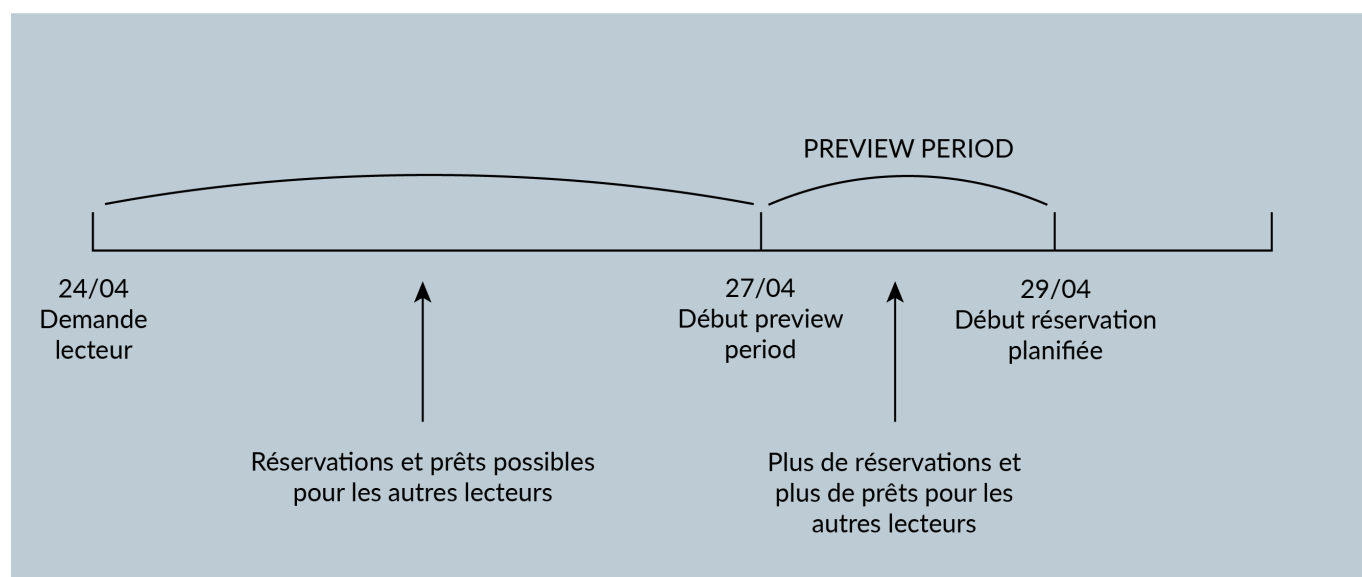 PREVIEW PERIOD
24/04
Demande
lecteur
27/04
Début preview
period
29/04
Début réservation
planifiée
Réservations et prêts possibles
pour les autres lecteurs
Plus de réservations et
plus de prêts pour les
autres lecteurs